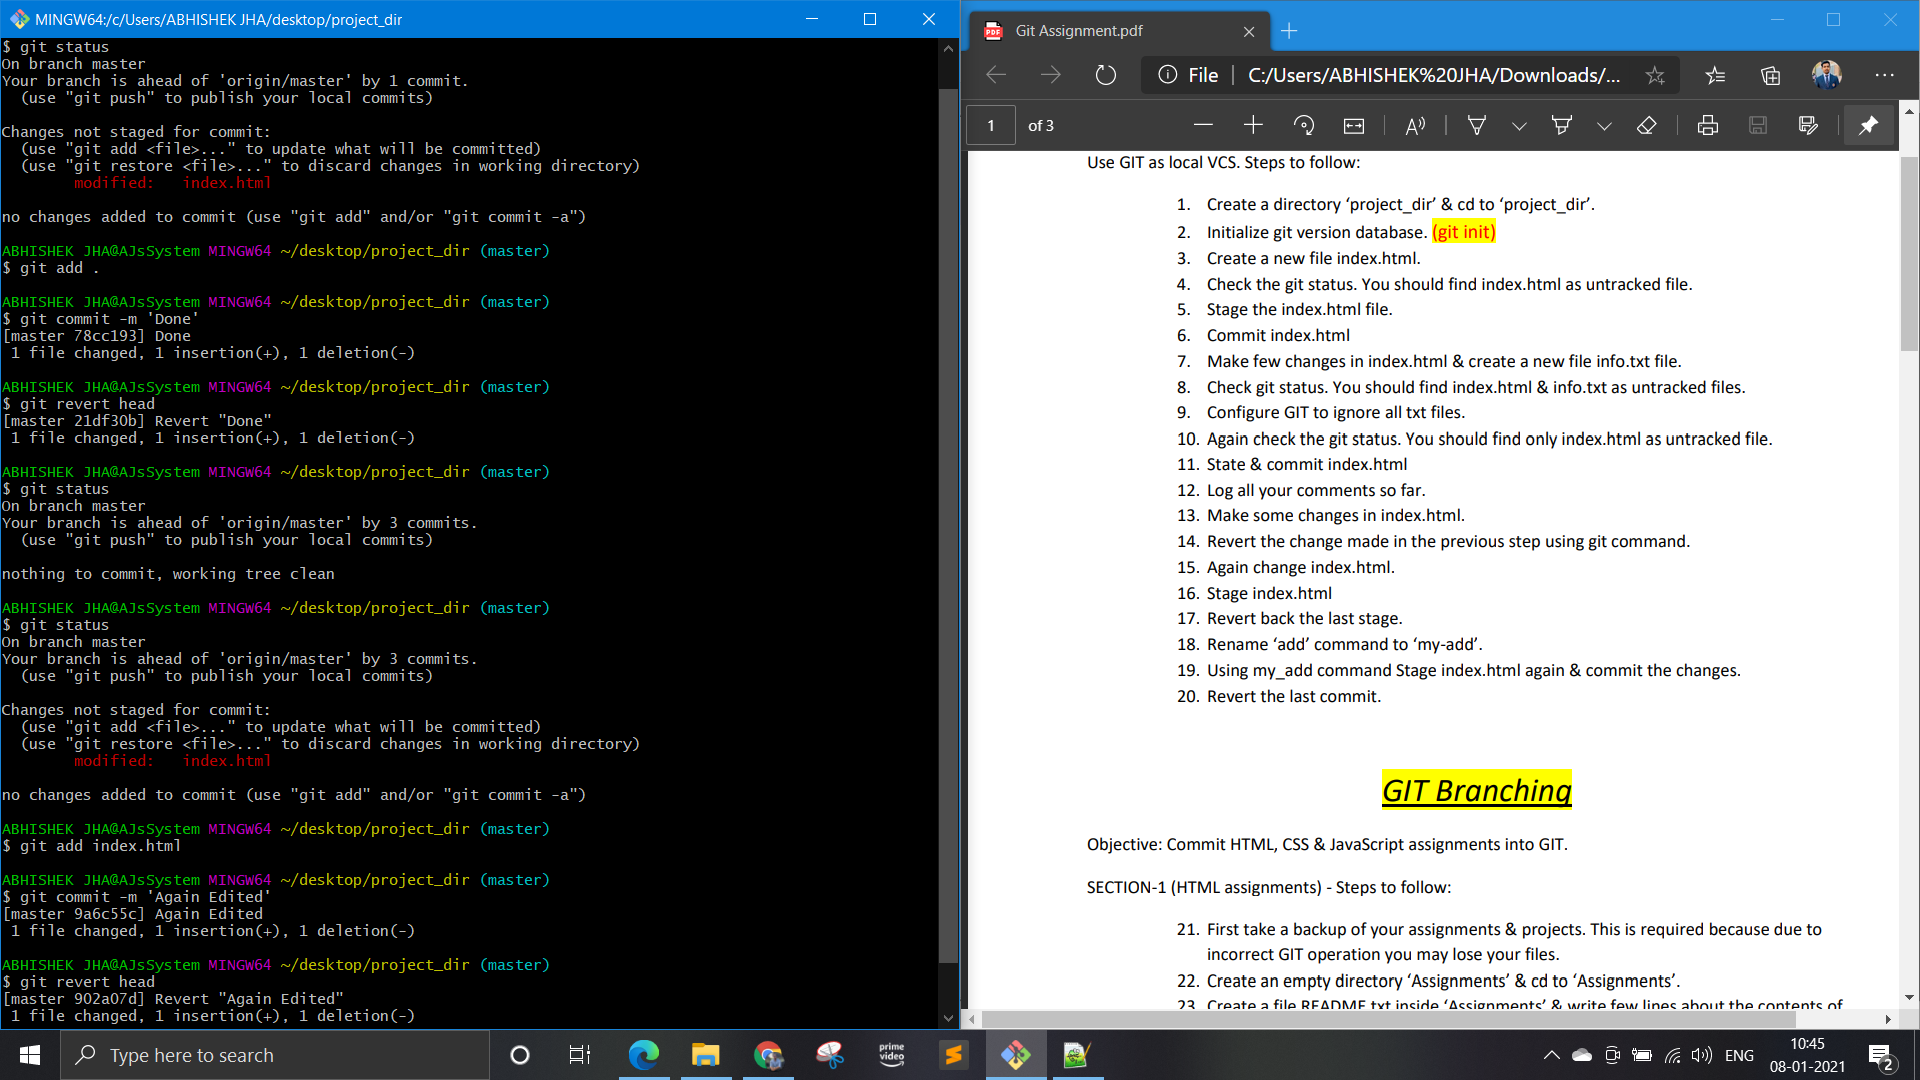 MINGW64:/c/Users/ABHISHEK JHA/desktop/project_dir
$ git status
On branch master
Your branch is ahead of 'origin/master' by 1 commit.
  (use "git push" to publish your local commits)
Changes not staged for commit:
  (use "git add <file>..." to update what will be committed)
  (use "git restore <file>..." to discard changes in working directory)
        modified:   index.html
no changes added to commit (use "git add" and/or "git commit -a")
ABHISHEK JHA@AJsSystem MINGW64 ~/desktop/project_dir (master)
$ git add .
ABHISHEK JHA@AJsSystem MINGW64 ~/desktop/project_dir (master)
$ git commit -m 'Done'
[master 78cc193] Done
 1 file changed, 1 insertion(+), 1 deletion(-)
ABHISHEK JHA@AJsSystem MINGW64 ~/desktop/project_dir (master)
$ git revert head
[master 21df30b] Revert "Done"
 1 file changed, 1 insertion(+), 1 deletion(-)
ABHISHEK JHA@AJsSystem MINGW64 ~/desktop/project_dir (master)
$ git status
On branch master
Your branch is ahead of 'origin/master' by 3 commits.
  (use "git push" to publish your local commits)
nothing to commit, working tree clean
ABHISHEK JHA@AJsSystem MINGW64 ~/desktop/project_dir (master)
$ git status
On branch master
Your branch is ahead of 'origin/master' by 3 commits.
  (use "git push" to publish your local commits)
Changes not staged for commit:
  (use "git add <file>..." to update what will be committed)
  (use "git restore <file>..." to discard changes in working directory)
        modified:   index.html
no changes added to commit (use "git add" and/or "git commit -a")
ABHISHEK JHA@AJsSystem MINGW64 ~/desktop/project_dir (master)
$ git add index.html
ABHISHEK JHA@AJsSystem MINGW64 ~/desktop/project_dir (master)
$ git commit -m 'Again Edited'
[master 9a6c55c] Again Edited
 1 file changed, 1 insertion(+), 1 deletion(-)
ABHISHEK JHA@AJsSystem MINGW64 ~/desktop/project_dir (master)
$ git revert head
[master 902a07d] Revert "Again Edited"
 1 file changed, 1 insertion(+), 1 deletion(-)
PDF Git Assignment.pdf
File | C:/Users/ABHISHEK%20JHA/Downloads/...
1 of 3
Use GIT as local VCS. Steps to follow:
1. Create a directory ‘project_dir’ & cd to ‘project_dir’.
2. Initialize git version database. (git init)
3. Create a new file index.html.
4. Check the git status. You should find index.html as untracked file.
5. Stage the index.html file.
6. Commit index.html
7. Make few changes in index.html & create a new file info.txt file.
8. Check git status. You should find index.html & info.txt as untracked files.
9. Configure GIT to ignore all txt files.
10. Again check the git status. You should find only index.html as untracked file.
11. State & commit index.html
12. Log all your comments so far.
13. Make some changes in index.html.
14. Revert the change made in the previous step using git command.
15. Again change index.html.
16. Stage index.html
17. Revert back the last stage.
18. Rename ‘add’ command to ‘my-add’.
19. Using my_add command Stage index.html again & commit the changes.
20. Revert the last commit.
GIT Branching
Objective: Commit HTML, CSS & JavaScript assignments into GIT.
SECTION-1 (HTML assignments) - Steps to follow:
21. First take a backup of your assignments & projects. This is required because due to
incorrect GIT operation you may lose your files.
22. Create an empty directory ‘Assignments’ & cd to ‘Assignments’.
23. Create a file README.txt inside ‘Assignments’ & write few lines about the contents of
Type here to search
prime
video
ENG
10:45
08-01-2021
2